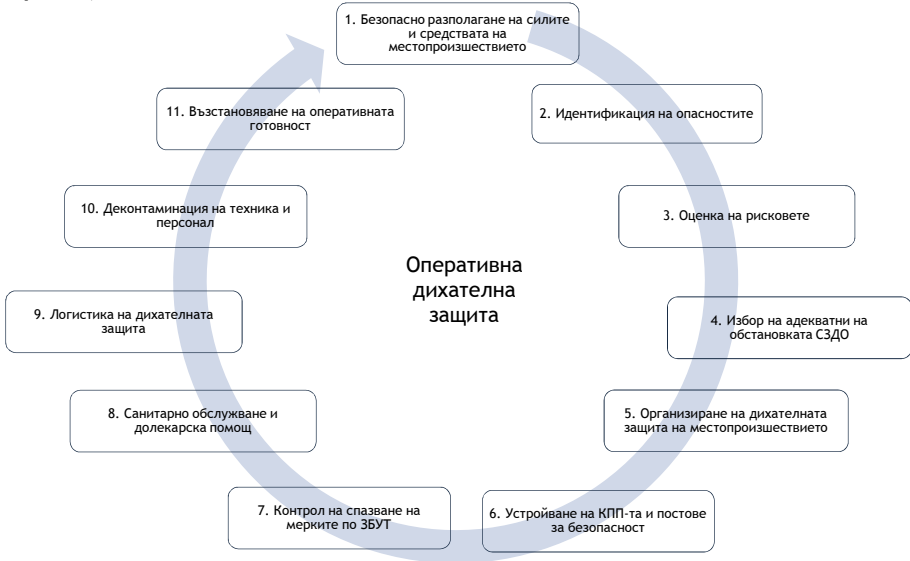 1. Безопасно разполагане на силите
и средствата на
местопроизшествието
2. Идентификация на опасностите
3. Оценка на рисковете
4. Избор на адекватни на
обстановката СЗДО
5. Организиране на дихателната
защита на местопроизшествието
6. Устройване на КПП-та и постове
за безопасност
7. Контрол на спазване на
мерките по ЗБУТ
8. Санитарно обслужване и
долекарска помощ
9. Логистика на дихателната
защита
10. Деконтаминация на техника и
персонал
11. Възстановяване на оперативната
готовност
Оперативна
дихателна
защита